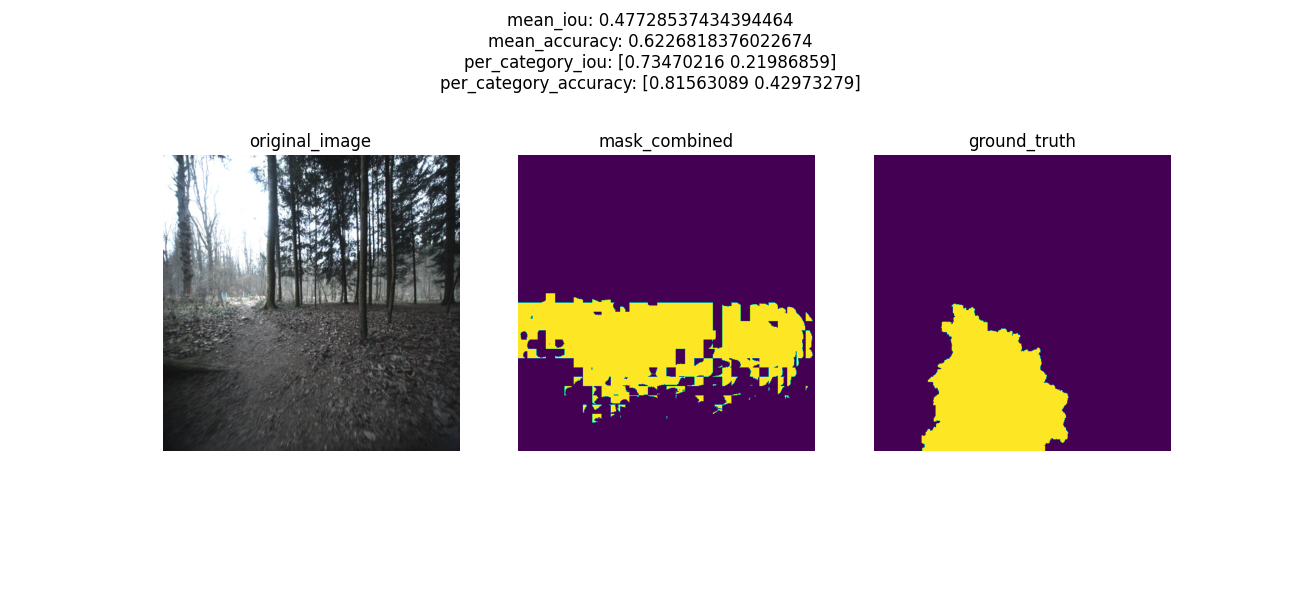 mean_iou: 0.47728537434394464
mean_accuracy: 0.6226818376022674
per_category_iou: [0.73470216 0.21986859]
per_category_accuracy: [0.81563089 0.42973279]
original_image
mask_combined
ground_truth